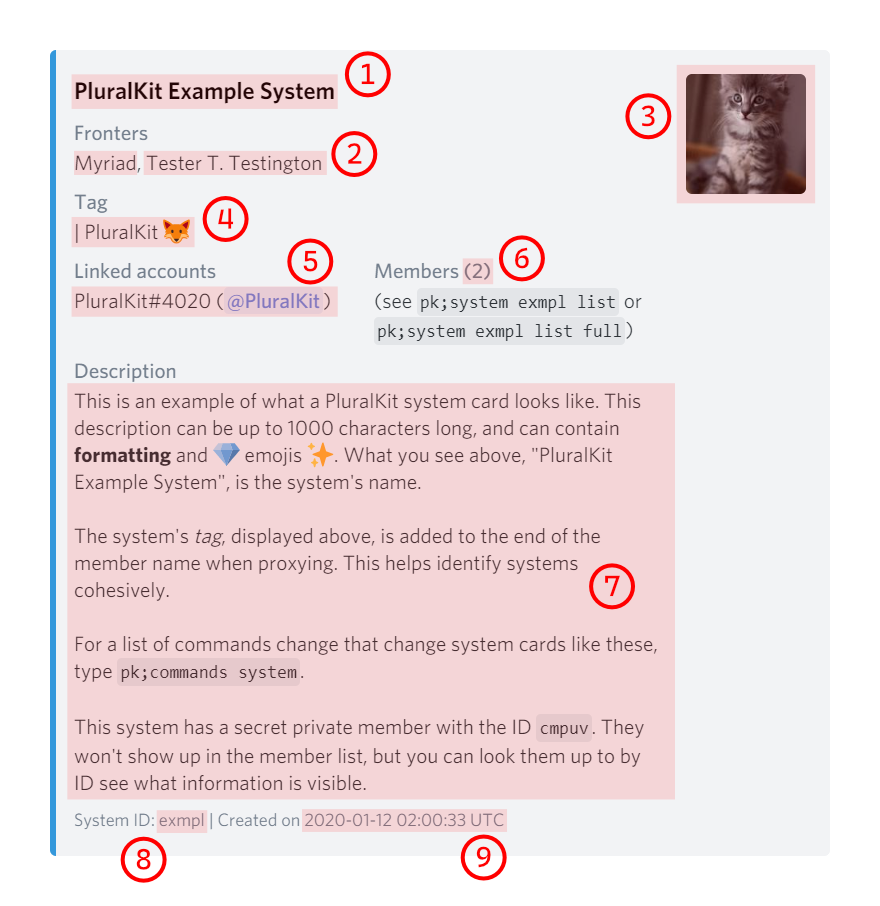 PluralKit Example System 1
3
Fronters
Myriad, Tester T. Testington 2
Tag
| PluralKit 🦊 4
Linked accounts 5
PluralKit#4020 (@PluralKit)
Members (2) 6
(see pk;system exmpl list or
pk;system exmpl list full)
Description
This is an example of what a PluralKit system card looks like. This
description can be up to 1000 characters long, and can contain
formatting and 💎 emojis ✨. What you see above, "PluralKit
Example System", is the system's name.
The system's tag, displayed above, is added to the end of the
member name when proxying. This helps identify systems
cohesively.
7
For a list of commands change that change system cards like these,
type pk;commands system.
This system has a secret private member with the ID cmpuv. They
won't show up in the member list, but you can look them up to by
ID see what information is visible.
System ID: exmpl | Created on 2020-01-12 02:00:33 UTC
8
9